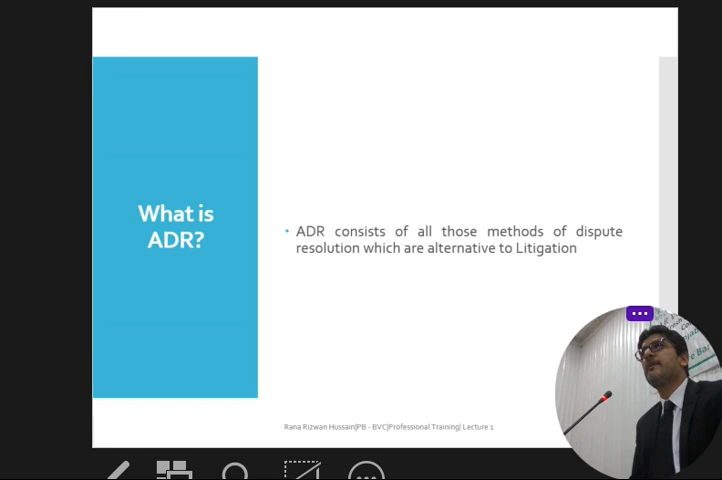 What is
ADR?
• ADR consists of all those methods of dispute
resolution which are alternative to Litigation
Rana Rizwan Hussain|PB - BVC|Professional Training| Lecture 1